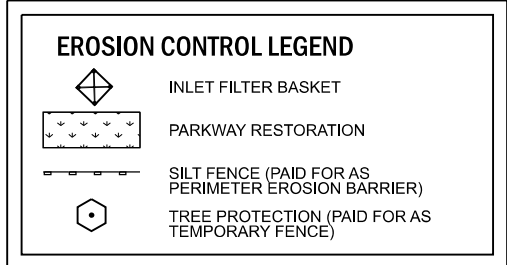 EROSION CONTROL LEGEND
INLET FILTER BASKET
PARKWAY RESTORATION
SILT FENCE (PAID FOR AS
PERIMETER EROSION BARRIER)
TREE PROTECTION (PAID FOR AS
TEMPORARY FENCE)